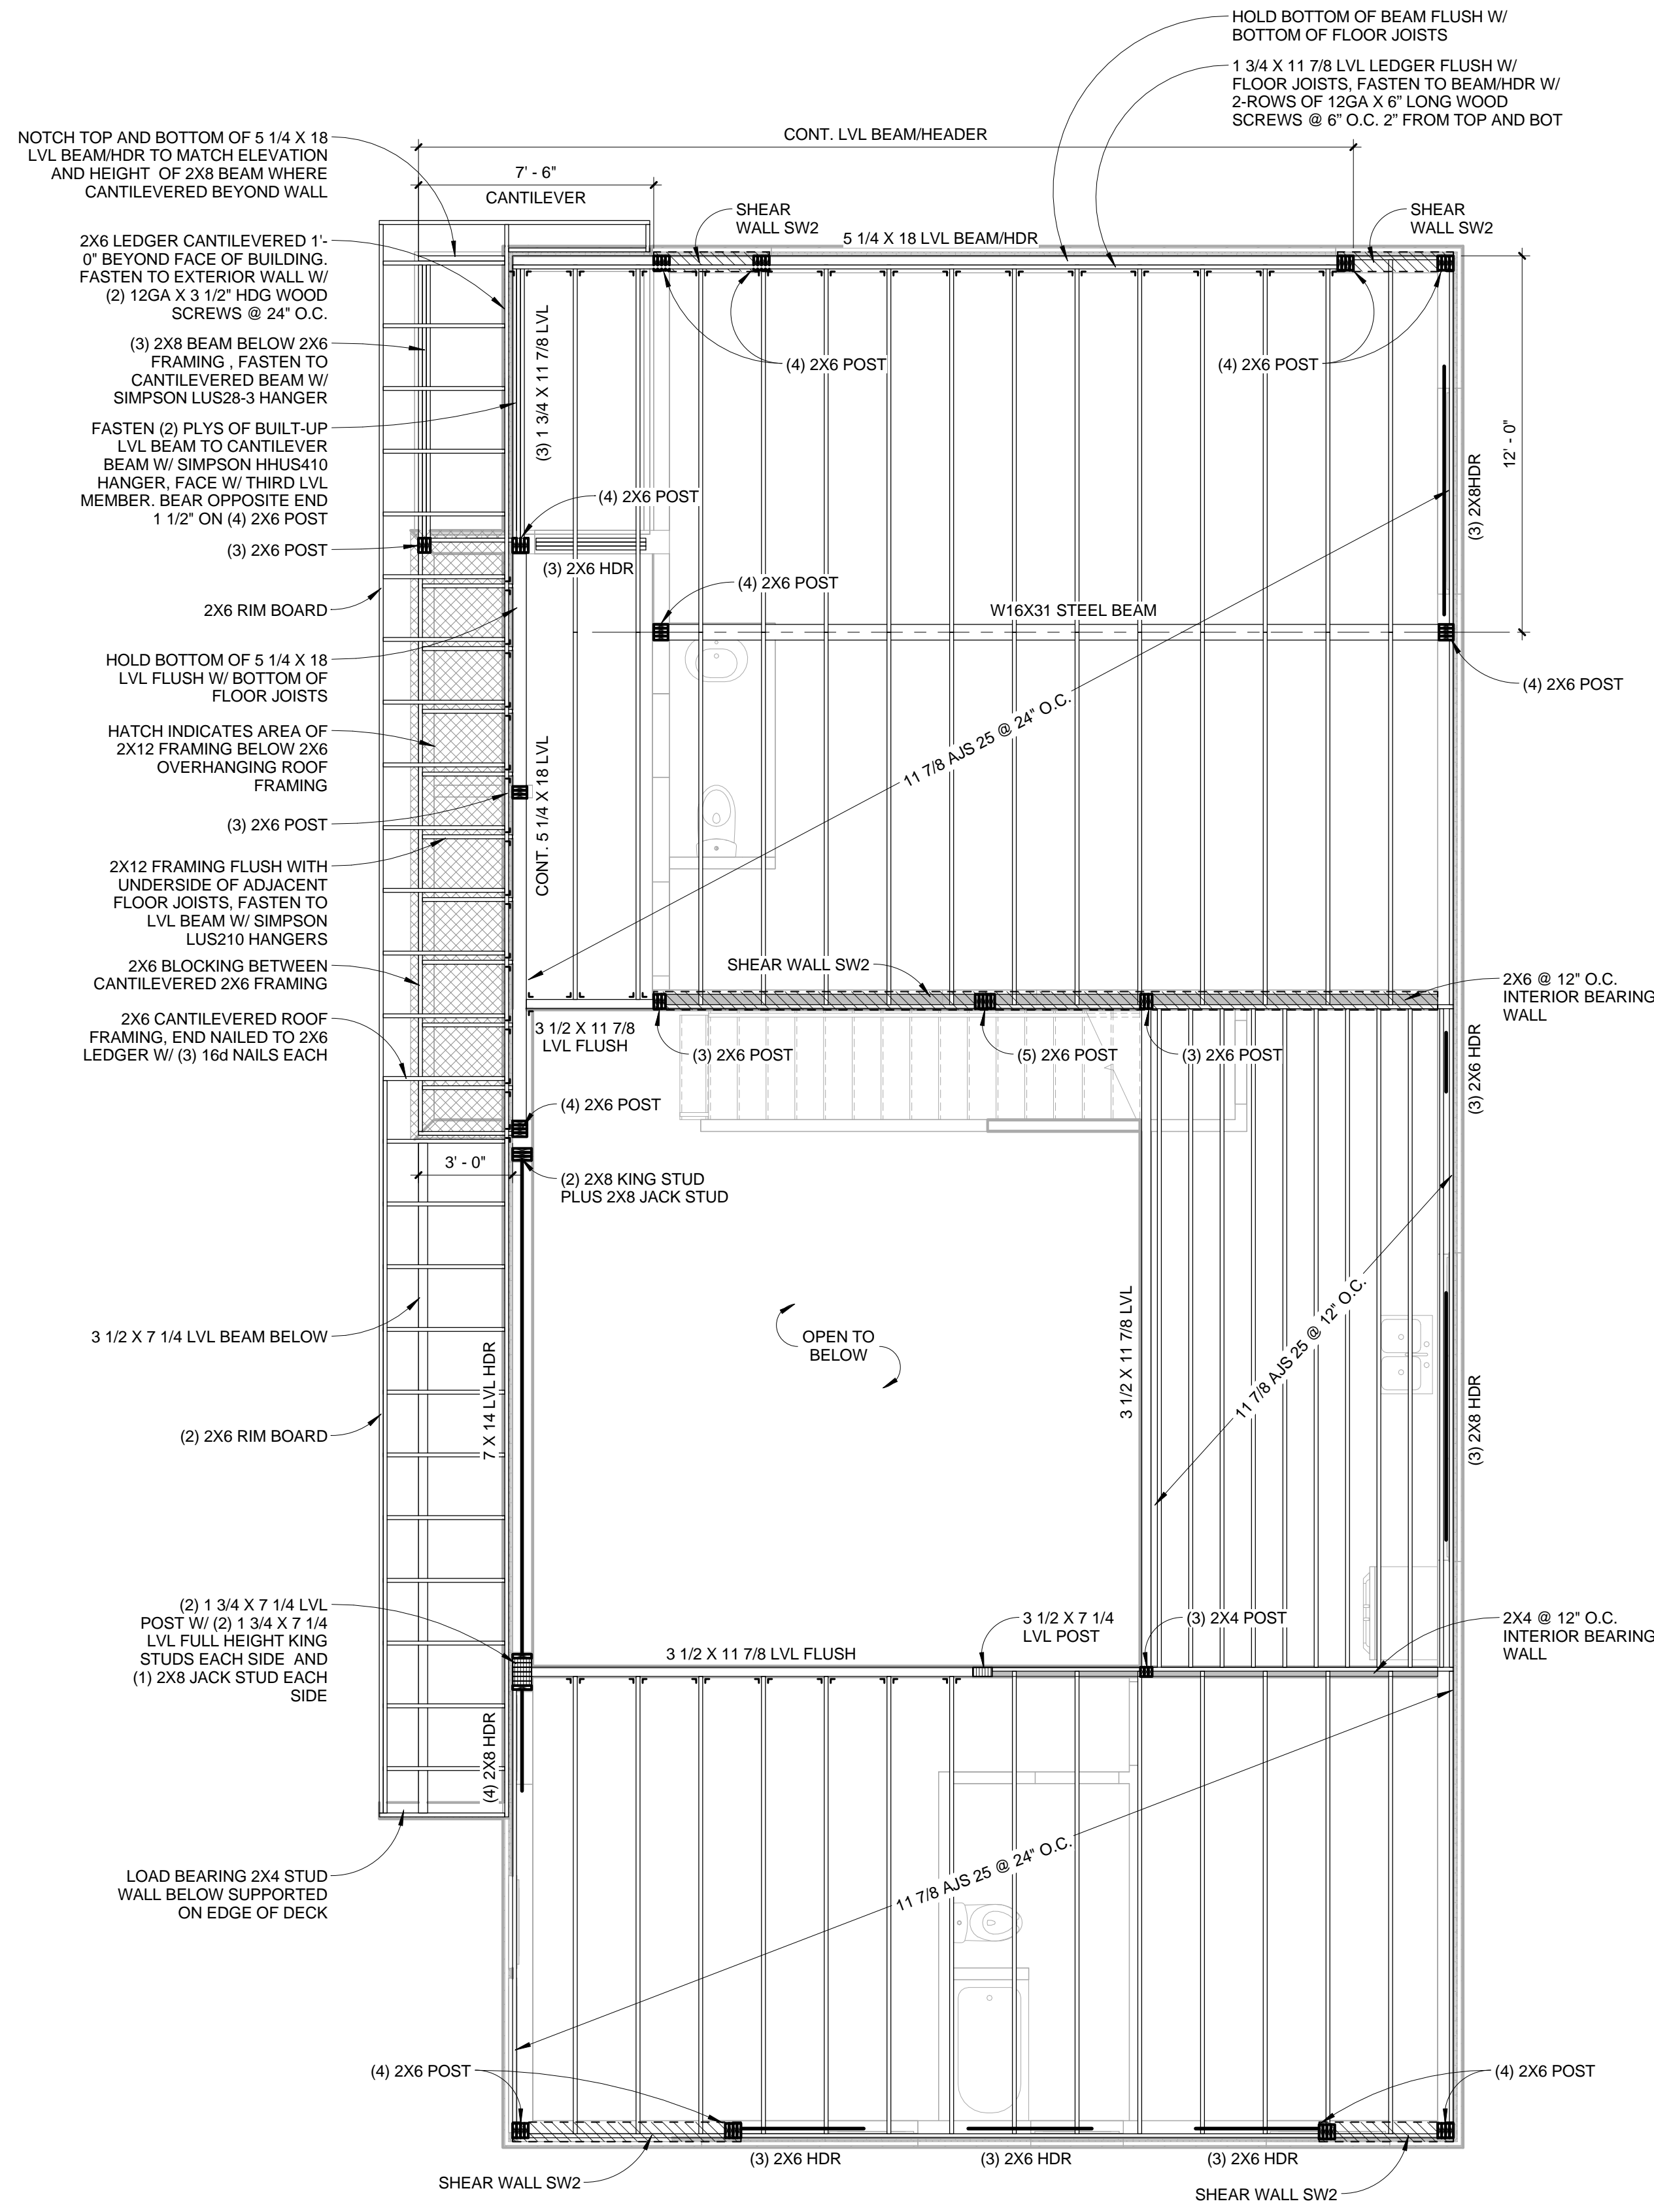 HOLD BOTTOM OF BEAM FLUSH W/
BOTTOM OF FLOOR JOISTS
1 3/4 X 11 7/8 LVL LEDGER FLUSH W/
FLOOR JOISTS, FASTEN TO BEAM/HDR W/
2-ROWS OF 12GA X 6” LONG WOOD
SCREWS @ 6” O.C. 2” FROM TOP AND BOT
CONT. LVL BEAM/HEADER
NOTCH TOP AND BOTTOM OF 5 1/4 X 18
LVL BEAM/HDR TO MATCH ELEVATION
AND HEIGHT OF 2X8 BEAM WHERE
CANTILEVERED BEYOND WALL
7' - 6"
CANTILEVER
SHEAR
WALL SW2
SHEAR
WALL SW2
5 1/4 X 18 LVL BEAM/HDR
2X6 LEDGER CANTILEVERED 1'-
0" BEYOND FACE OF BUILDING.
FASTEN TO EXTERIOR WALL W/
(2) 12GA X 3 1/2" HDG WOOD
SCREWS @ 24" O.C.
(3) 2X8 BEAM BELOW 2X6
FRAMING , FASTEN TO
CANTILEVERED BEAM W/
SIMPSON LUS28-3 HANGER
(3) 1 3/4 X 11 7/8 LVL
(4) 2X6 POST
(4) 2X6 POST
12' - 0"
(3) 2X8HDR
FASTEN (2) PLYS OF BUILT-UP
LVL BEAM TO CANTILEVER
BEAM W/ SIMPSON HHUS410
HANGER, FACE W/ THIRD LVL
MEMBER. BEAR OPPOSITE END
1 1/2" ON (4) 2X6 POST
(4) 2X6 POST
(3) 2X6 POST
(3) 2X6 HDR
(4) 2X6 POST
2X6 RIM BOARD
W16X31 STEEL BEAM
HOLD BOTTOM OF 5 1/4 X 18
LVL FLUSH W/ BOTTOM OF
FLOOR JOISTS
(4) 2X6 POST
HATCH INDICATES AREA OF
2X12 FRAMING BELOW 2X6
OVERHANGING ROOF
FRAMING
11 7/8 AJS 25 @ 24" O.C.
CONT. 5 1/4 X 18 LVL
(3) 2X6 POST
2X12 FRAMING FLUSH WITH
UNDERSIDE OF ADJACENT
FLOOR JOISTS, FASTEN TO
LVL BEAM W/ SIMPSON
LUS210 HANGERS
2X6 BLOCKING BETWEEN
CANTILEVERED 2X6 FRAMING
SHEAR WALL SW2
2X6 @ 12" O.C.
INTERIOR BEARING
WALL
2X6 CANTILEVERED ROOF
FRAMING, END NAILED TO 2X6
LEDGER W/ (3) 16d NAILS EACH
3 1/2 X 11 7/8
LVL FLUSH
(3) 2X6 POST
(5) 2X6 POST
(3) 2X6 POST
(3) 2X6 HDR
(4) 2X6 POST
3' - 0"
(2) 2X8 KING STUD
PLUS 2X8 JACK STUD
3 1/2 X 7 1/4 LVL BEAM BELOW
OPEN TO
BELOW
3 1/2 X 11 7/8 LVL
11 7/8 AJS 25 @ 12" O.C.
7 X 14 LVL HDR
(3) 2X8 HDR
(2) 2X6 RIM BOARD
(2) 1 3/4 X 7 1/4 LVL
POST W/ (2) 1 3/4 X 7 1/4
LVL FULL HEIGHT KING
STUDS EACH SIDE AND
(1) 2X8 JACK STUD EACH
SIDE
3 1/2 X 11 7/8 LVL FLUSH
3 1/2 X 7 1/4
LVL POST
(3) 2X4 POST
2X4 @ 12" O.C.
INTERIOR BEARING
WALL
(4) 2X8 HDR
LOAD BEARING 2X4 STUD
WALL BELOW SUPPORTED
ON EDGE OF DECK
11 7/8 AJS 25 @ 24" O.C.
(4) 2X6 POST
(4) 2X6 POST
(3) 2X6 HDR
(3) 2X6 HDR
(3) 2X6 HDR
SHEAR WALL SW2
SHEAR WALL SW2